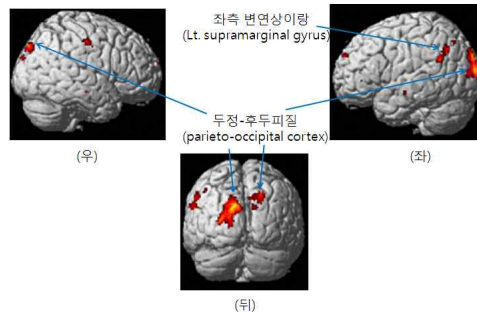 좌측 변연상이랑
(Lt. supramarginal gyrus)
두정-후두피질
(parieto-occipital cortex)
(우)
(좌)
(뒤)